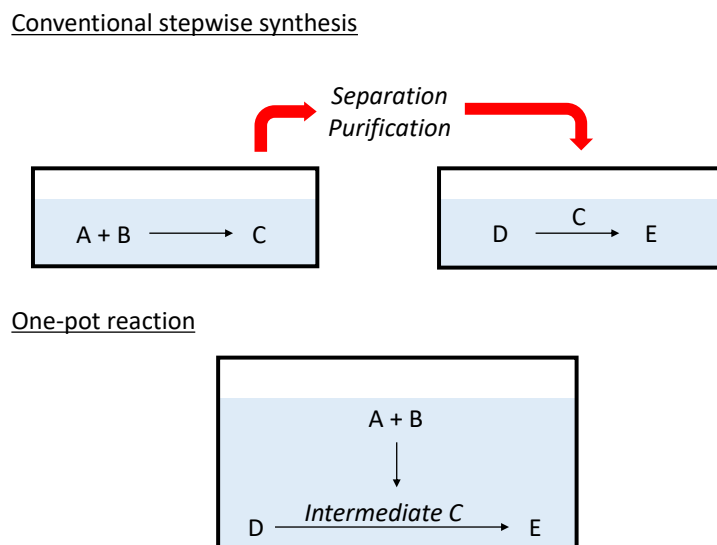 Conventional stepwise synthesis
Separation
Purification
A + B
C
D
C
E
One-pot reaction
A + B
Intermediate C
D
E